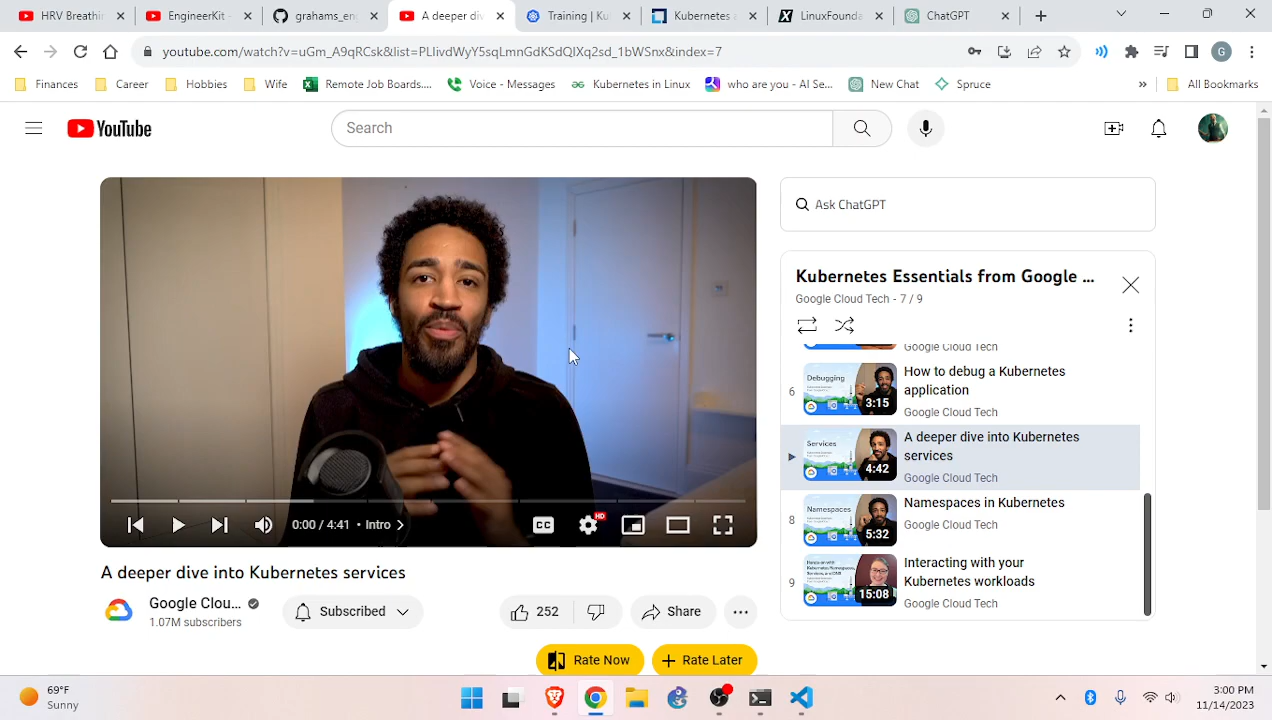 HRV Breathi
EngineerKit -
grahams_eng
A deeper div
Training | Ku
Kubernetes a
LinuxFounda
ChatGPT
youtube.com/watch?v=uGm_A9qRCsk&list=PLIivdWyY5sqLmnGdKSdQIXq2sd_1bWSnx&index=7
G
Finances
Career
Hobbies
Wife
Remote Job Boards....
Voice - Messages
Kubernetes in Linux
who are you - AI Se...
New Chat
Spruce
»
All Bookmarks
YouTube
Search
Ask ChatGPT
Kubernetes Essentials from Google ...
Google Cloud Tech - 7 / 9
Google Cloud Tech
6
Debugging
3:15
How to debug a Kubernetes
application
Google Cloud Tech
Services
4:42
A deeper dive into Kubernetes
services
Google Cloud Tech
8
Namespaces
5:32
Namespaces in Kubernetes
Google Cloud Tech
9
15:08
Interacting with your
Kubernetes workloads
Google Cloud Tech
0:00 / 4:41 • Intro
CC
HD
A deeper dive into Kubernetes services
Google Clou...
1.07M subscribers
Subscribed
252
Share
Rate Now
Rate Later
69°F
Sunny
3:00 PM
11/14/2023